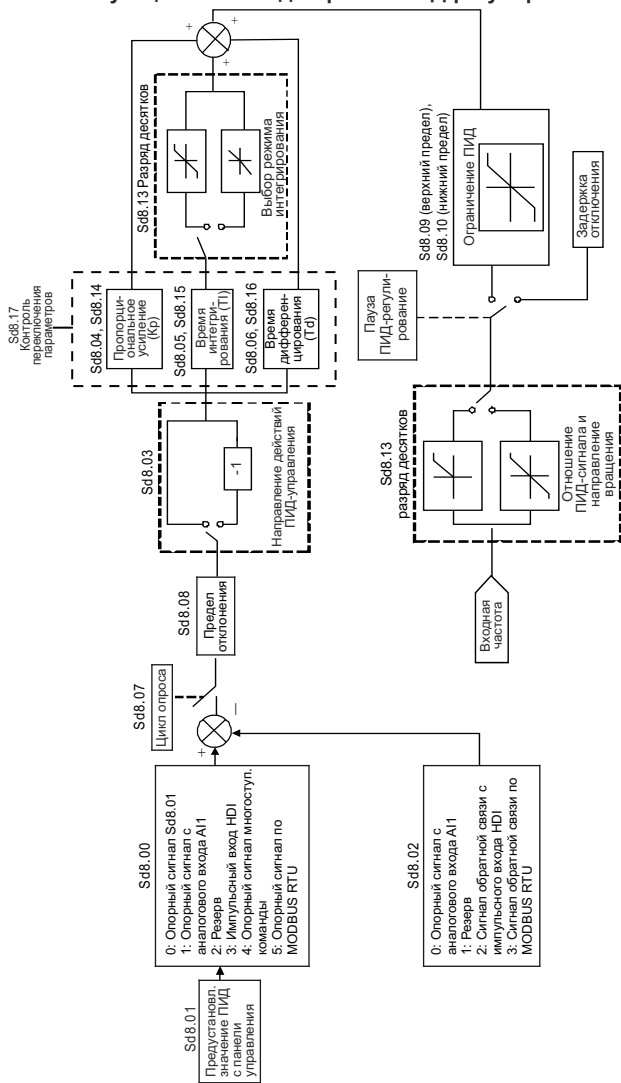 Sd8.01
Предустановл.
значение ПИД
с панели
управления
Sd8.00
0: Опорный сигнал Sd8.01
1: Опорный сигнал с
аналогового входа AI1
2: Резерв
3: Импульсный вход HDI
4: Опорный сигнал многоступ.
команды
5: Опорный сигнал по
MODBUS RTU
Sd8.02
0: Опорный сигнал с
аналогового входа AI1
1: Резерв
2: Сигнал обратной связи с
импульсного входа HDI
3: Сигнал обратной связи по
MODBUS RTU
+
−
Sd8.07
Цикл опроса
Sd8.08
Предел
отклонения
Sd8.03
-1
Направление действий
ПИД-управления
Sd8.17
Контроль
переключения
параметров
Sd8.04, Sd8.14
Пропорци-
ональное
усиление
(Kp)
Sd8.05, Sd8.15
Время
интегри-
рования (TI)
Sd8.06, Sd8.16
Время
дифферен-
цирования
(Td)
Sd8.13 Разряд десятков
Выбор режима
интегрирования
+
+
+
Входная
частота
Sd8.13
разряд десятков
Отношение
ПИД-сигнала и
направление
вращения
Пауза
ПИД-регули-
рование
Sd8.09 (верхний предел),
Sd8.10 (нижний предел)
Ограничение ПИД
Задержка
отключения